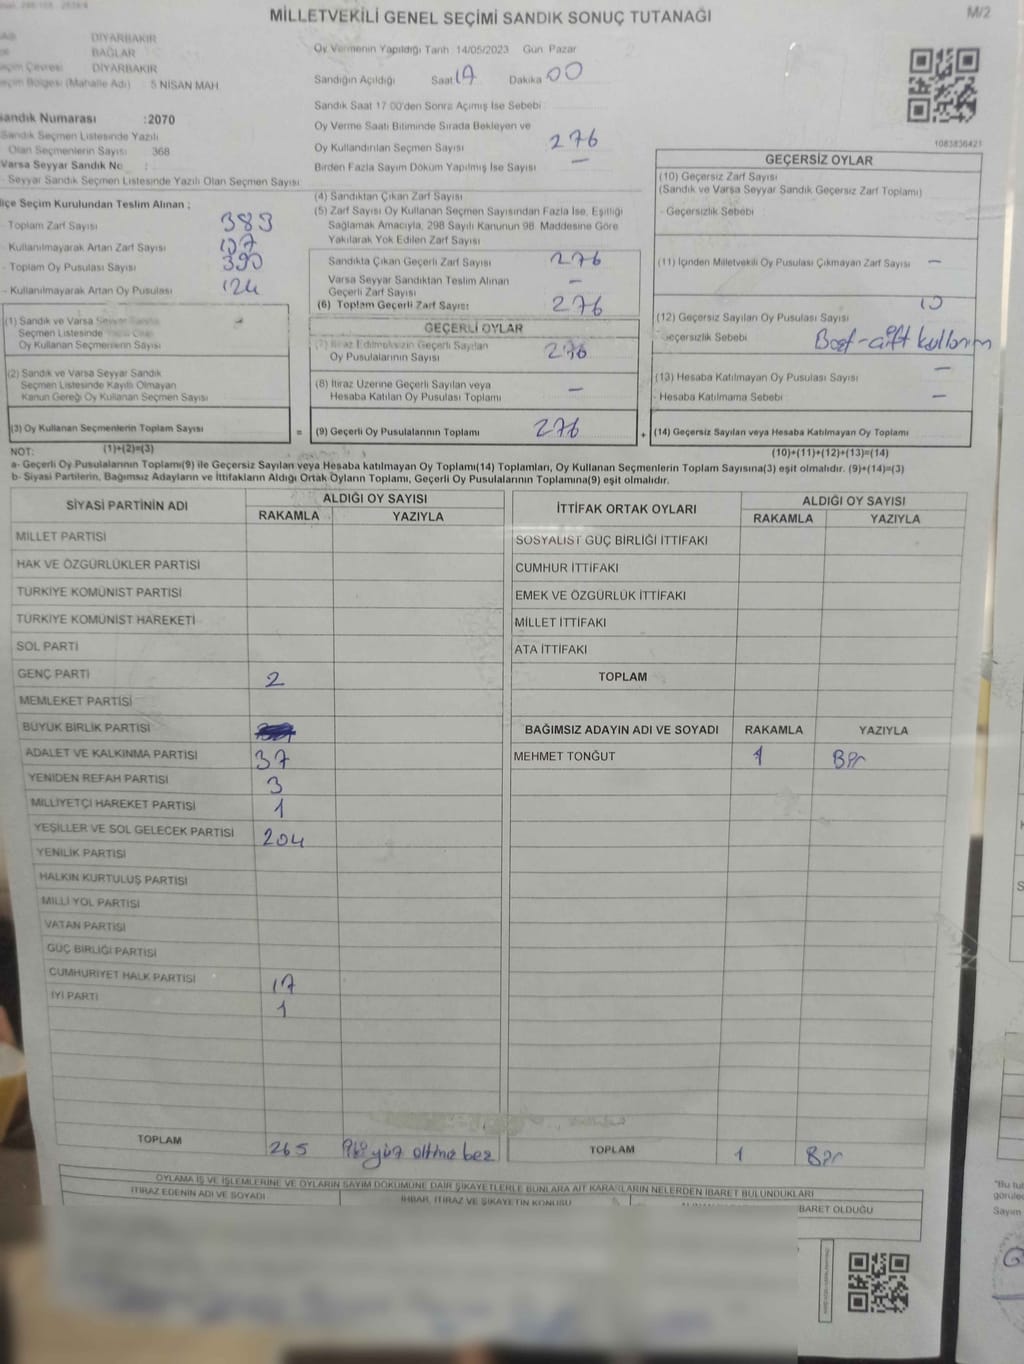 MİLLETVEKİLİ GENEL SEÇİMİ SANDIK SONUÇ TUTANAĞI
M/2
DİYARBAKIR
BAĞLAR
DİYARBAKIR
5 NİSAN MAH.
Sandık Numarası :2070
Sandık Seçmen Listesinde Yazılı
Olan Seçmenlerin Sayısı 368
Varsa Seyyar Sandık No :
- Seyyar Sandık Seçmen Listesinde Yazılı Olan Seçmen Sayısı
Oy Vermenin Yapıldığı Tarih 14/05/2023 Gün Pazar
Sandığın Açıldığı Saat 17 Dakika 00
Sandık Saat 17:00'den Sonra Açılmış İse Sebebi
Oy Verme Saati Bitiminde Sırada Bekleyen ve
Oy Kullandırılan Seçmen Sayısı 276
Birden Fazla Sayım Döküm Yapılmış İse Sayısı —
1083836421
İlçe Seçim Kurulundan Teslim Alınan ;
Toplam Zarf Sayısı 383
Kullanılmayarak Artan Zarf Sayısı 107
- Toplam Oy Pusulası Sayısı 390
- Kullanılmayarak Artan Oy Pusulası 124
(4) Sandıktan Çıkan Zarf Sayısı
(5) Zarf Sayısı Oy Kullanan Seçmen Sayısından Fazla İse, Eşitliği
Sağlamak Amacıyla, 298 Sayılı Kanunun 98. Maddesine Göre
Yakılarak Yok Edilen Zarf Sayısı
Sandıkta Çıkan Geçerli Zarf Sayısı 276
Varsa Seyyar Sandıktan Teslim Alınan
Geçerli Zarf Sayısı —
(6) Toplam Geçerli Zarf Sayısı 276
GEÇERSİZ OYLAR
(10) Geçersiz Zarf Sayısı
(Sandık ve Varsa Seyyar Sandık Geçersiz Zarf Toplamı)
- Geçersizlik Sebebi :
(11) İçinden Milletvekili Oy Pusulası Çıkmayan Zarf Sayısı —
(12) Geçersiz Sayılan Oy Pusulası Sayısı 10
Geçersizlik Sebebi Boş-çift kullanım
(13) Hesaba Katılmayan Oy Pusulası Sayısı —
- Hesaba Katılmama Sebebi : —
(14) Geçersiz Sayılan veya Hesaba Katılmayan Oy Toplamı
(10)+(11)+(12)+(13)=(14)
(1) Sandık ve Varsa Seyyar Sandık
Seçmen Listesinde
Oy Kullanan Seçmenlerin Sayısı
(2) Sandık ve Varsa Seyyar Sandık
Seçmen Listesinde Kayıtlı Olmayan
Kanun Gereği Oy Kullanan Seçmen Sayısı
(3) Oy Kullanan Seçmenlerin Toplam Sayısı =
(1)+(2)=(3)
GEÇERLİ OYLAR
(7) İtiraz Edilmeksizin Geçerli Sayılan
Oy Pusulalarının Sayısı 276
(8) İtiraz Üzerine Geçerli Sayılan veya
Hesaba Katılan Oy Pusulası Toplamı —
(9) Geçerli Oy Pusulalarının Toplamı 276 +
NOT:
a- Geçerli Oy Pusulalarının Toplamı(9) ile Geçersiz Sayılan veya Hesaba katılmayan Oy Toplamı(14) Toplamları, Oy Kullanan Seçmenlerin Toplam Sayısına(3) eşit olmalıdır. (9)+(14)=(3)
b- Siyasi Partilerin, Bağımsız Adayların ve İttifakların Aldığı Ortak Oyların Toplamı, Geçerli Oy Pusulalarının Toplamına(9) eşit olmalıdır.
SİYASİ PARTİNİN ADI
ALDIĞI OY SAYISI
RAKAMLA YAZIYLA
MİLLET PARTİSİ
HAK VE ÖZGÜRLÜKLER PARTİSİ
TÜRKİYE KOMÜNİST PARTİSİ
TÜRKİYE KOMÜNİST HAREKETİ
SOL PARTİ
GENÇ PARTİ 2
MEMLEKET PARTİSİ
BÜYÜK BİRLİK PARTİSİ
ADALET VE KALKINMA PARTİSİ 37
YENİDEN REFAH PARTİSİ 3
MİLLİYETÇİ HAREKET PARTİSİ 1
YEŞİLLER VE SOL GELECEK PARTİSİ 204
YENİLİK PARTİSİ
HALKIN KURTULUŞ PARTİSİ
MİLLİ YOL PARTİSİ
VATAN PARTİSİ
GÜÇ BİRLİĞİ PARTİSİ
CUMHURİYET HALK PARTİSİ 17
İYİ PARTİ 1
TOPLAM 265 İki yüz altmış beş
İTTİFAK ORTAK OYLARI
ALDIĞI OY SAYISI
RAKAMLA YAZIYLA
SOSYALİST GÜÇ BİRLİĞİ İTTİFAKI
CUMHUR İTTİFAKI
EMEK VE ÖZGÜRLÜK İTTİFAKI
MİLLET İTTİFAKI
ATA İTTİFAKI
TOPLAM
BAĞIMSIZ ADAYIN ADI VE SOYADI RAKAMLA YAZIYLA
MEHMET TONĞUT 1 Bir
TOPLAM 1 Bir
OYLAMA İŞ VE İŞLEMLERİNE VE OYLARIN SAYIM DÖKÜMÜNE DAİR ŞİKAYETLERLE BUNLARA AİT KARARLARIN NELERDEN İBARET BULUNDUKLARI
İTİRAZ EDENİN ADI VE SOYADI
İHBAR, İTİRAZ VE ŞİKAYETİN KONUSU
BARET OLDUĞU
"Bu tu
Sayım